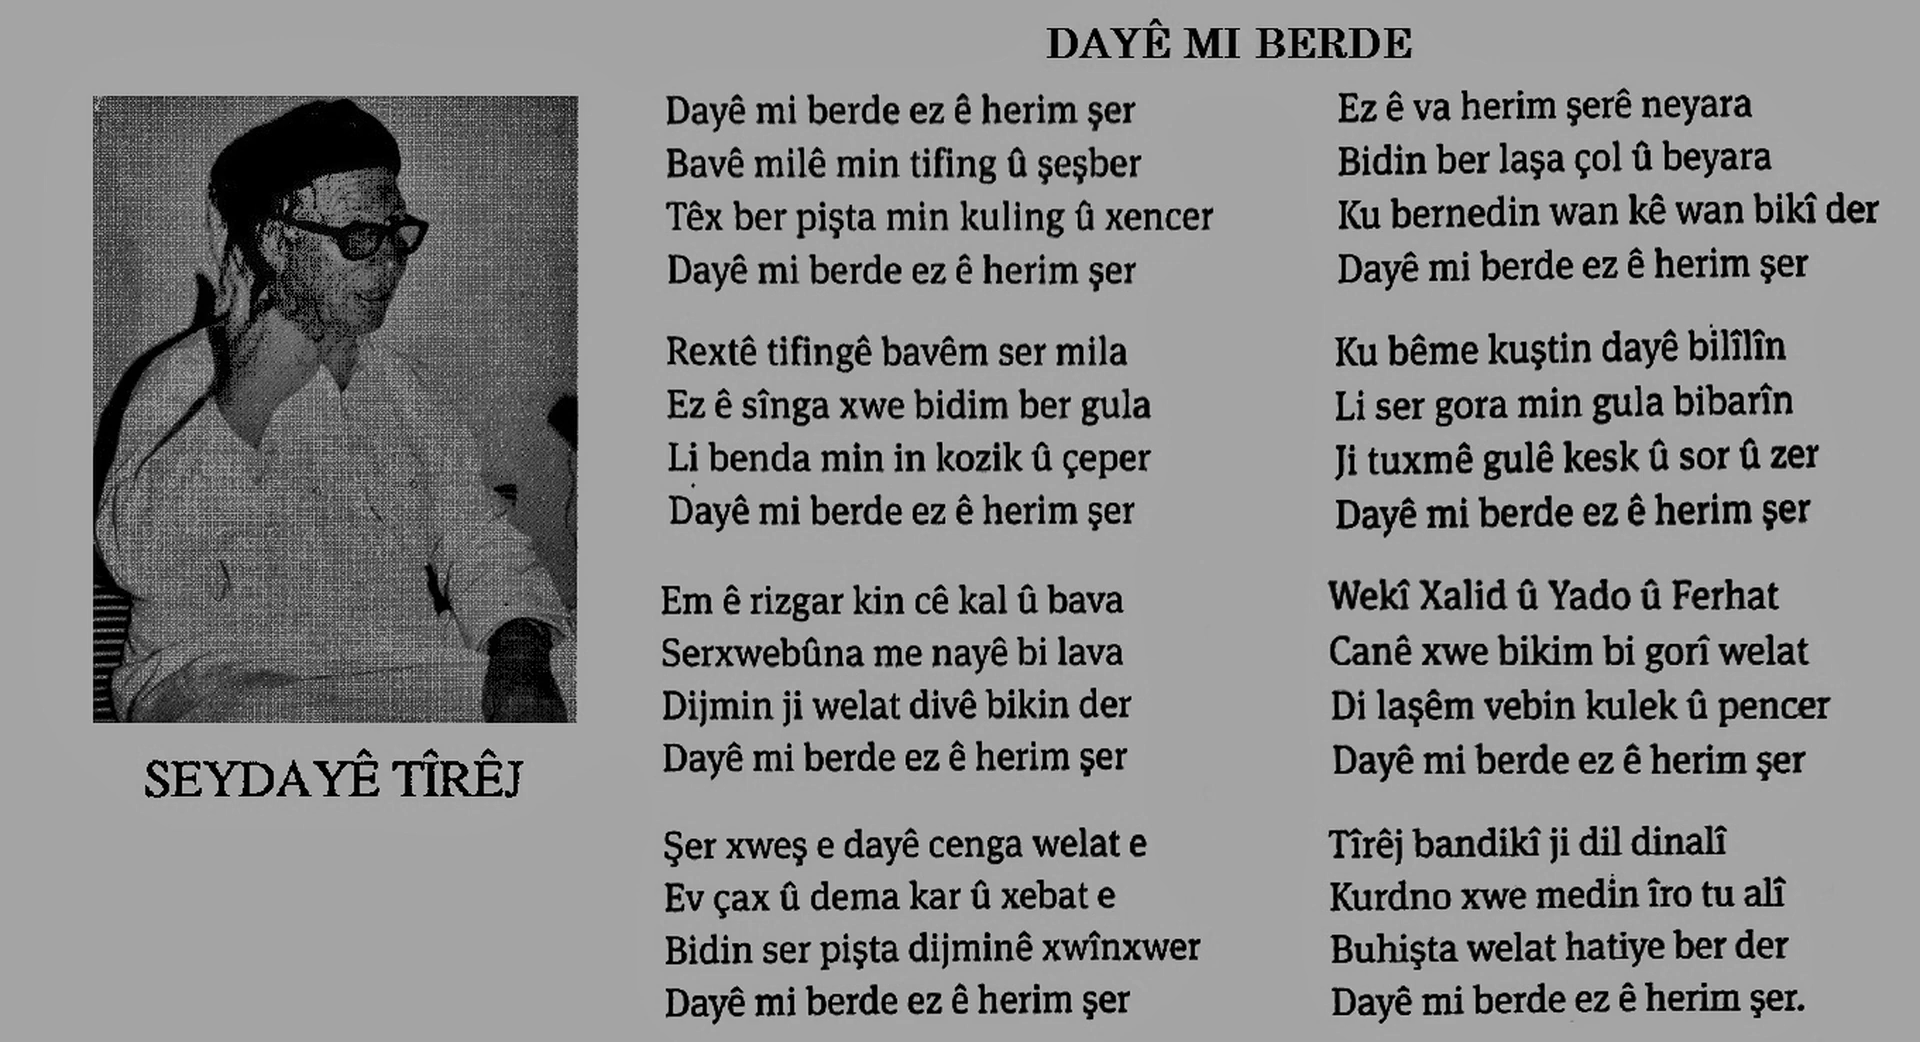 DAYÊ MI BERDE
Dayê mi berde ez ê herim şer
Bavê milê min tifing û şeşber
Têx ber pişta min kuling û xencer
Dayê mi berde ez ê herim şer
Rextê tifingê bavêm ser mila
Ez ê sînga xwe bidim ber gula
Li benda min in kozik û çeper
Dayê mi berde ez ê herim şer
Em ê rizgar kin cê kal û bava
Serxwebûna me nayê bi lava
Dijmin ji welat divê bikin der
Dayê mi berde ez ê herim şer
Şer xweş e dayê cenga welat e
Ev çax û dema kar û xebat e
Bidin ser pişta dijminê xwînxwer
Dayê mi berde ez ê herim şer
Ez ê va herim şerê neyara
Bidin ber laşa çol û beyara
Ku bernedin wan kê wan bikî der
Dayê mi berde ez ê herim şer
Ku bême kuştin dayê bilîlîn
Li ser gora min gula bibarîn
Ji tuxmê gulê kesk û sor û zer
Dayê mi berde ez ê herim şer
Wekî Xalid û Yado û Ferhat
Canê xwe bikim bi gorî welat
Di laşêm vebin kulek û pencer
Dayê mi berde ez ê herim şer
Tîrêj bandikî ji dil dinalî
Kurdno xwe medin îro tu alî
Buhişta welat hatiye ber der
Dayê mi berde ez ê herim şer.
SEYDAYÊ TÎRÊJ